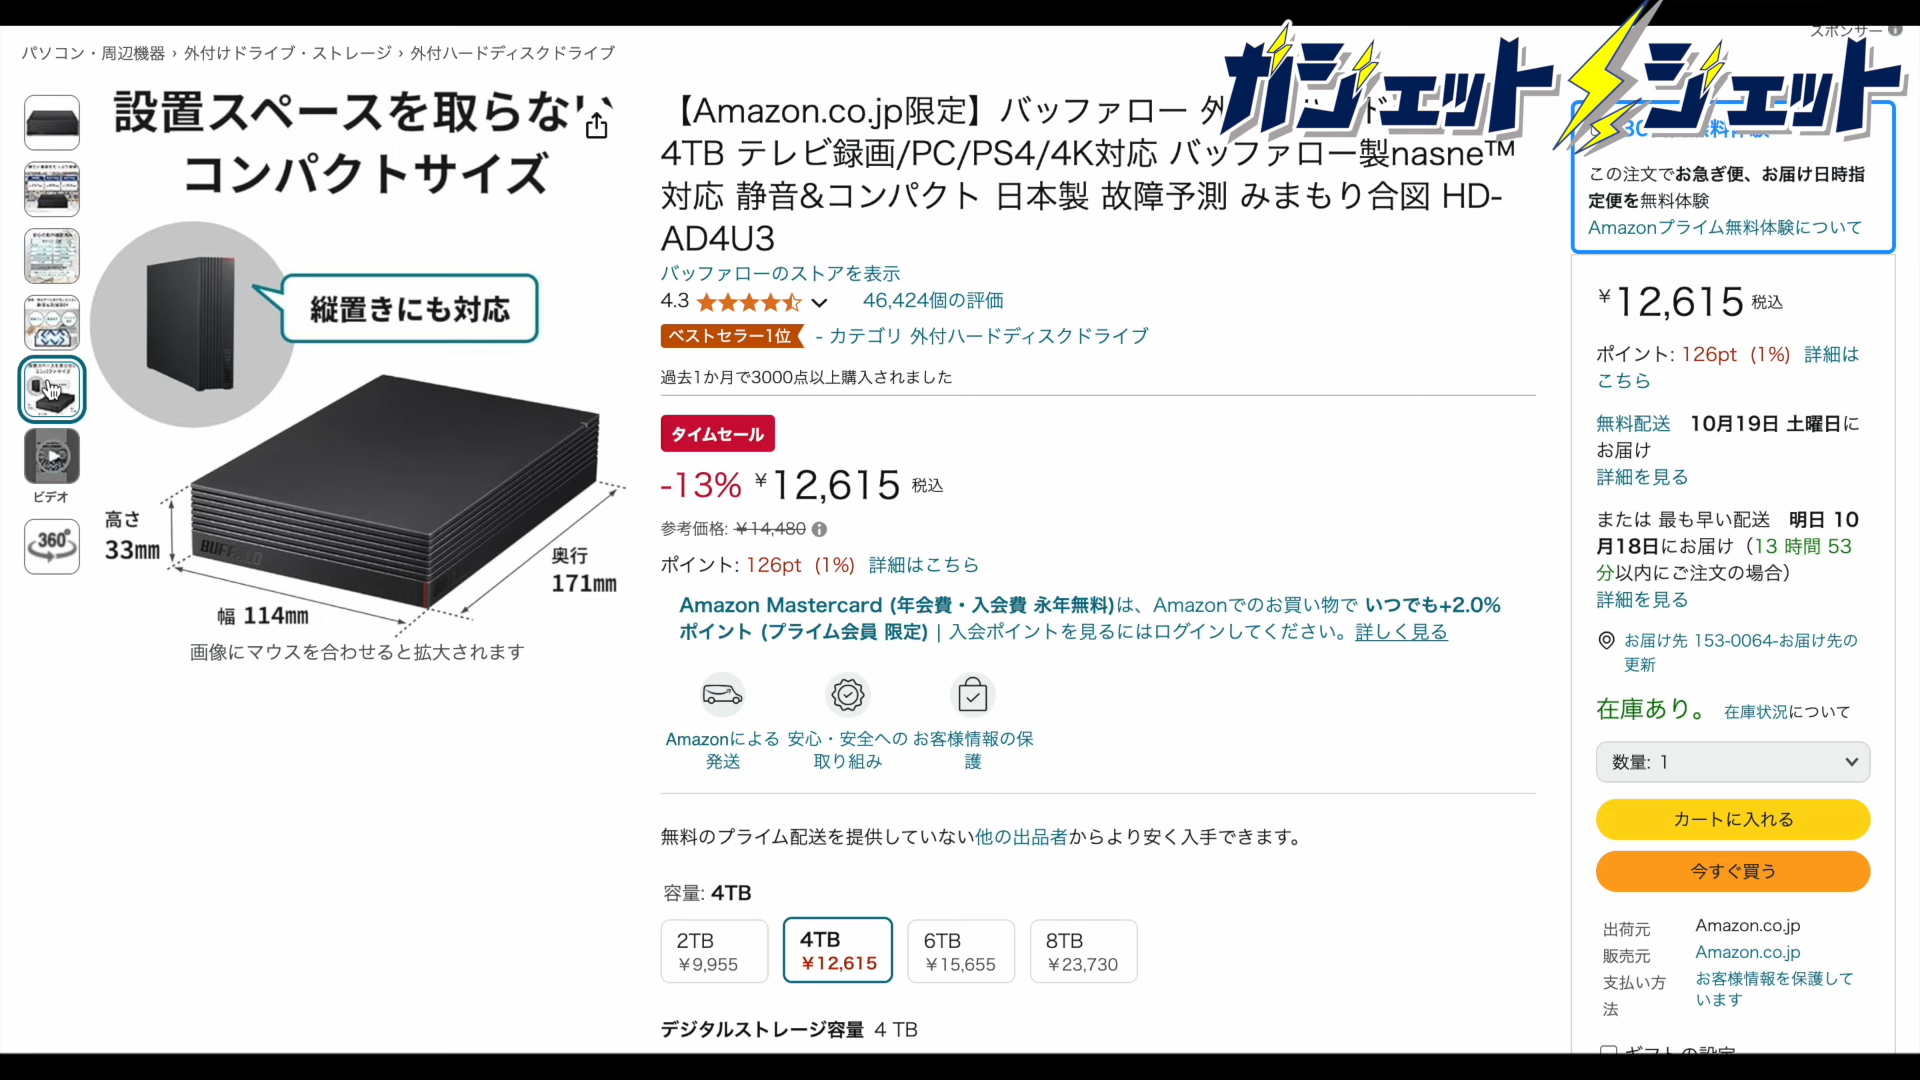 スポンサー
ガジェットジェット
パソコン・周辺機器 › 外付けドライブ・ストレージ › 外付ハードディスクドライブ
設置スペースを取らない
コンパクトサイズ
縦置きにも対応
高さ
33mm
BUFFALO
奥行
171mm
幅 114mm
画像にマウスを合わせると拡大されます
ビデオ
360°
【Amazon.co.jp限定】バッファロー 外
4TB テレビ録画/PC/PS4/4K対応 バッファロー製nasne™
対応 静音&コンパクト 日本製 故障予測 みまもり合図 HD-
AD4U3
バッファローのストアを表示
4.3 46,424個の評価
ベストセラー1位 - カテゴリ 外付ハードディスクドライブ
過去1か月で3000点以上購入されました
タイムセール
-13% ¥12,615 税込
参考価格: ¥14,480
ポイント: 126pt (1%) 詳細はこちら
Amazon Mastercard (年会費・入会費 永年無料)は、Amazonでのお買い物で いつでも+2.0%
ポイント (プライム会員 限定) | 入会ポイントを見るにはログインしてください。詳しく見る
Amazonによる
発送
安心・安全への
取り組み
お客様情報の保
護
無料のプライム配送を提供していない他の出品者からより安く入手できます。
容量: 4TB
2TB
¥9,955
4TB
¥12,615
6TB
¥15,655
8TB
¥23,730
デジタルストレージ容量 4 TB
この注文でお急ぎ便、お届け日時指
定便を無料体験
Amazonプライム無料体験について
¥12,615 税込
ポイント: 126pt (1%) 詳細は
こちら
無料配送 10月19日 土曜日に
お届け
詳細を見る
または 最も早い配送 明日 10
月18日にお届け（13 時間 53
分以内にご注文の場合）
詳細を見る
お届け先 153-0064-お届け先の
更新
在庫あり。 在庫状況について
数量: 1
カートに入れる
今すぐ買う
出荷元 Amazon.co.jp
販売元 Amazon.co.jp
支払い方
法
お客様情報を保護して
います
ギフトの設定